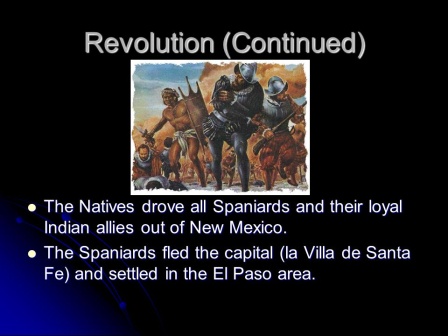 Revolution (Continued)
The Natives drove all Spaniards and their loyal
Indian allies out of New Mexico.
The Spaniards fled the capital (la Villa de Santa
Fe) and settled in the El Paso area.